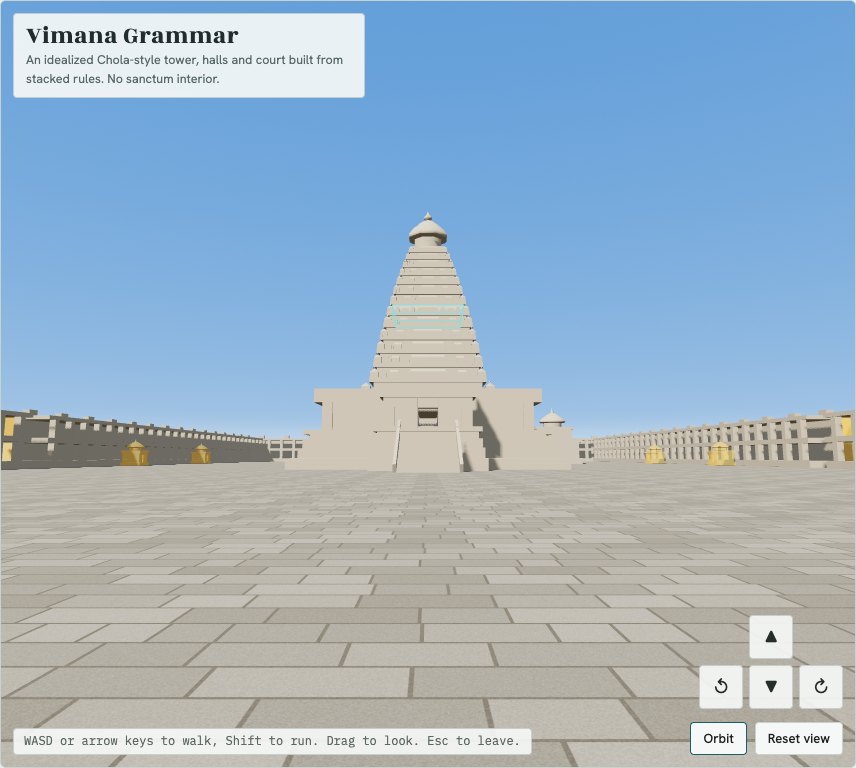 Vimana Grammar
An idealized Chola-style tower, halls and court built from
stacked rules. No sanctum interior.
WASD or arrow keys to walk, Shift to run. Drag to look. Esc to leave.
Orbit
Reset view